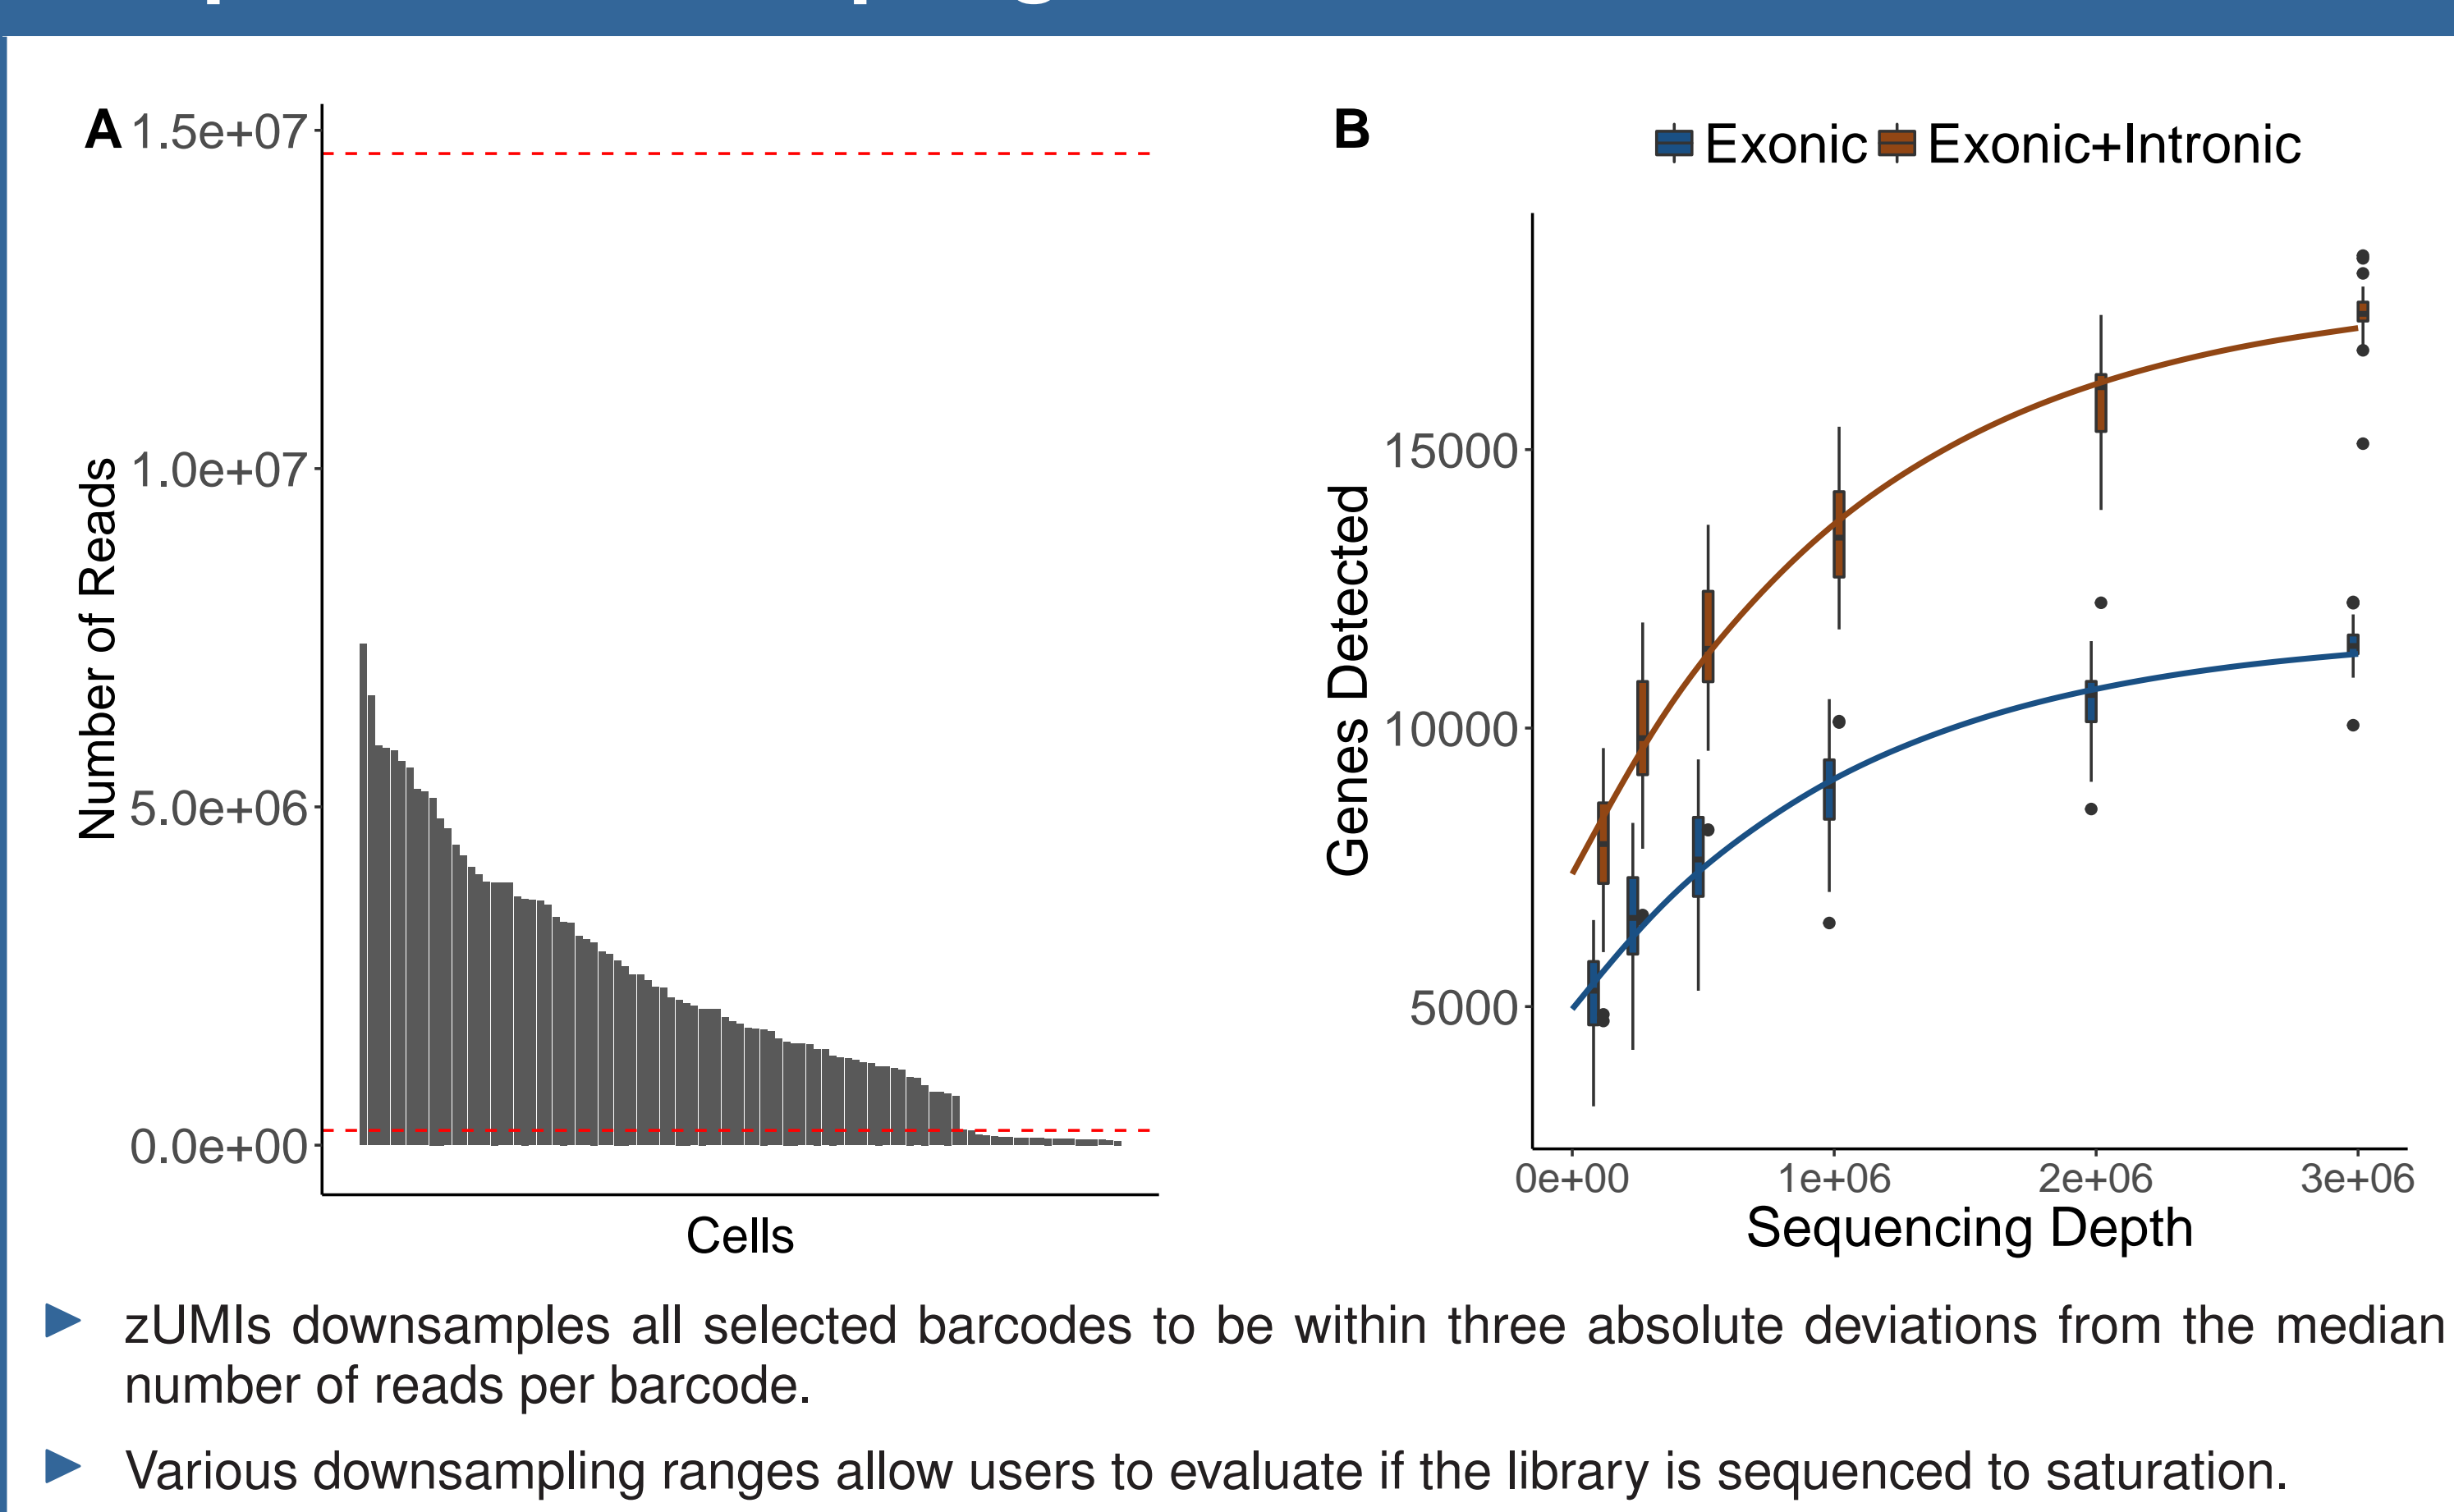 A
1.5e+07
1.0e+07
5.0e+06
0.0e+00
Number of Reads
Cells
B
Exonic Exonic+Intronic
15000
10000
5000
Genes Detected
0e+00 1e+06 2e+06 3e+06
Sequencing Depth
zUMIs downsamples all selected barcodes to be within three absolute deviations from the median
number of reads per barcode.
Various downsampling ranges allow users to evaluate if the library is sequenced to saturation.